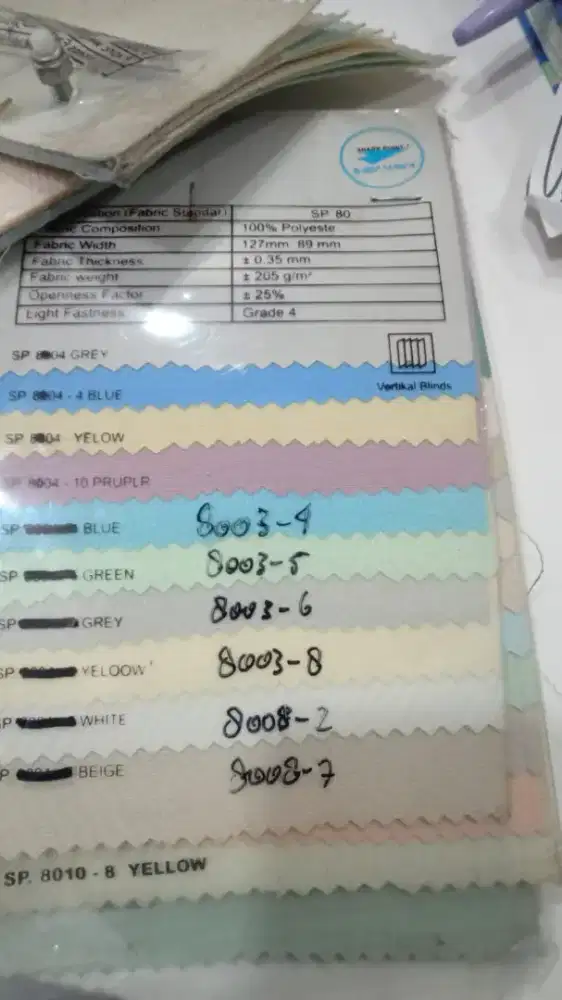 SHARP POINT
(Fabric Standar) SP 80
Composition 100% Polyeste
Fabric Width 127mm 89 mm
Fabric Thickness ± 0.35 mm
Fabric weight ± 205 g/m²
Openness Factor ± 25%
Light Fastness Grade 4
SP 8004 GREY
Vertikal Blinds
SP 8004 - 4 BLUE
SP 8004 - YELOW
SP 8004 - 10 PRUPLR
SP BLUE 8003-4
SP GREEN 8003-5
SP GREY 8003-6
SP YELOOW 8003-8
SP WHITE 8008-2
BEIGE 8008-7
SP. 8010 - 8 YELLOW